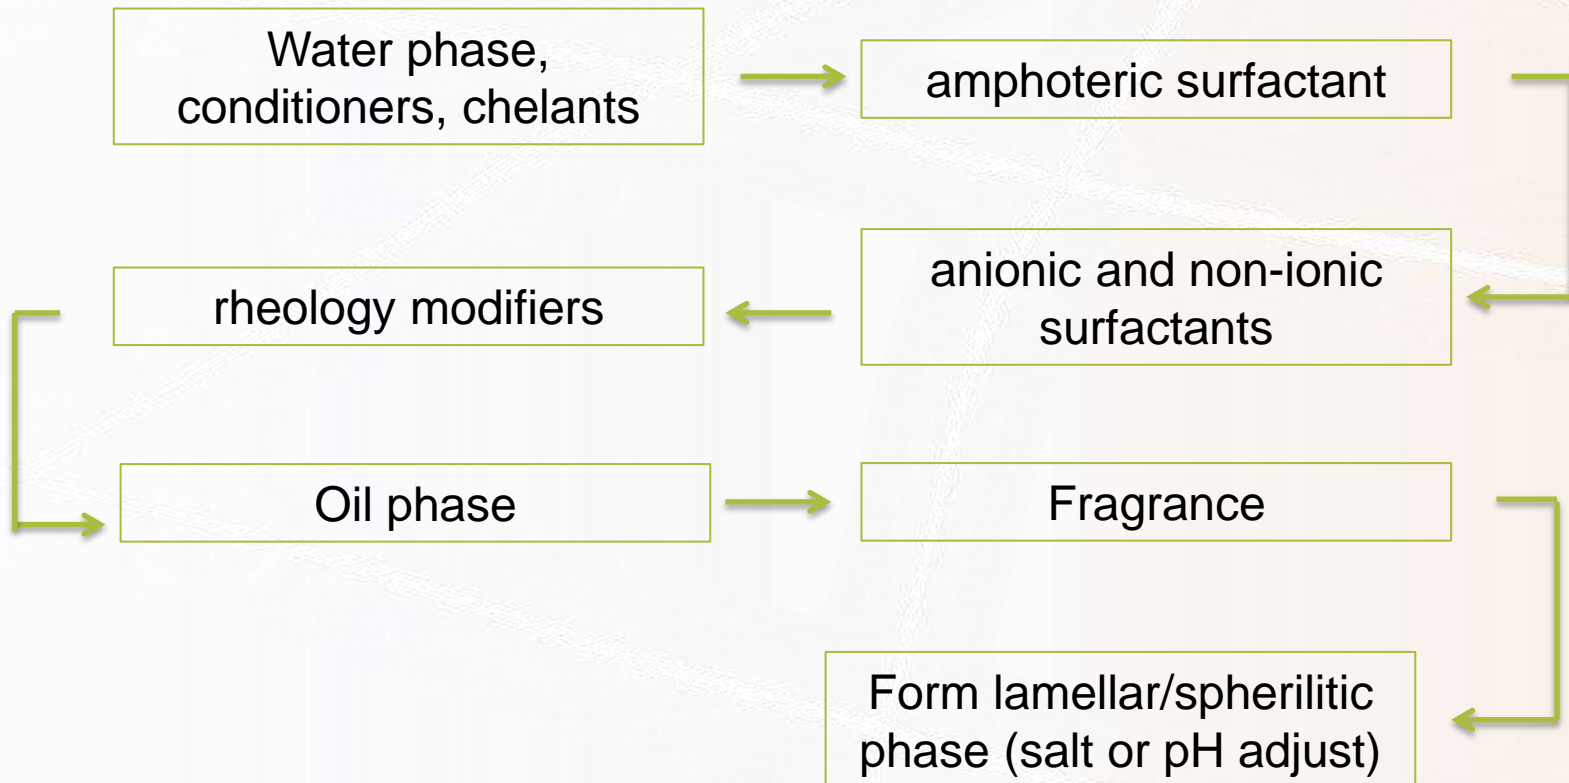 Water phase,
conditioners, chelants
amphoteric surfactant
anionic and non-ionic
surfactants
rheology modifiers
Oil phase
Fragrance
Form lamellar/spherilitic
phase (salt or pH adjust)